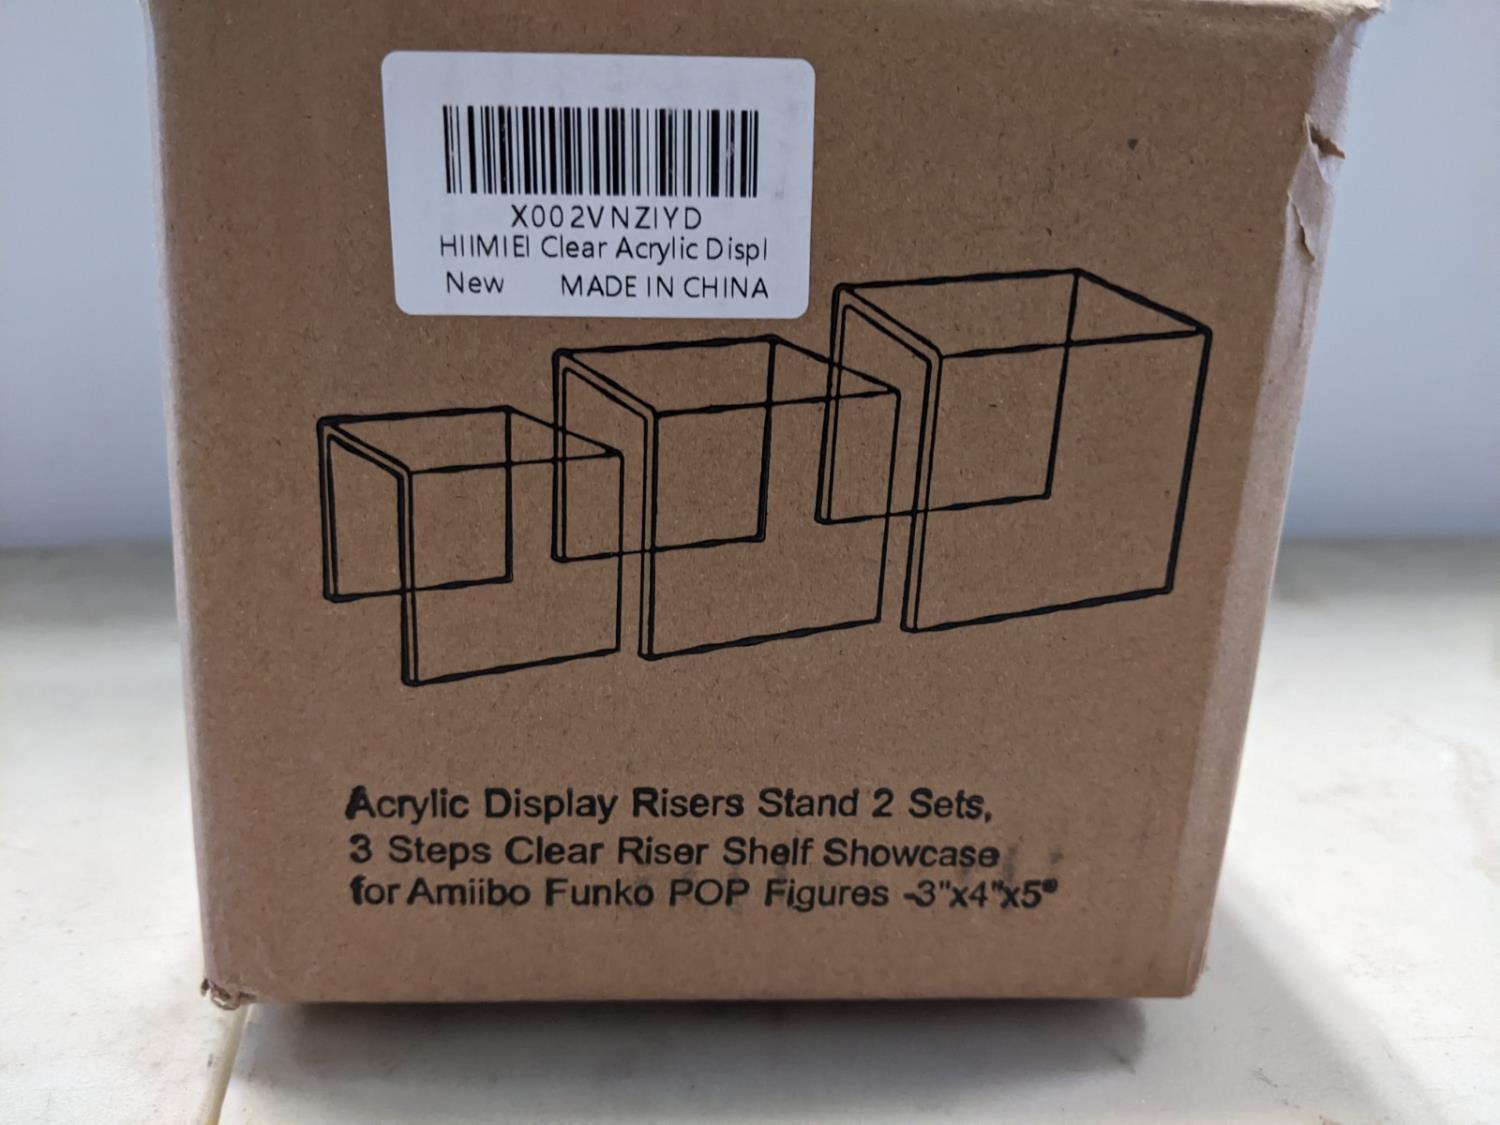 X002VNZIYD
HIIMIEI Clear Acrylic Displ
New MADE IN CHINA
Acrylic Display Risers Stand 2 Sets,
3 Steps Clear Riser Shelf Showcase
for Amiibo Funko POP Figures -3"x4"x5"